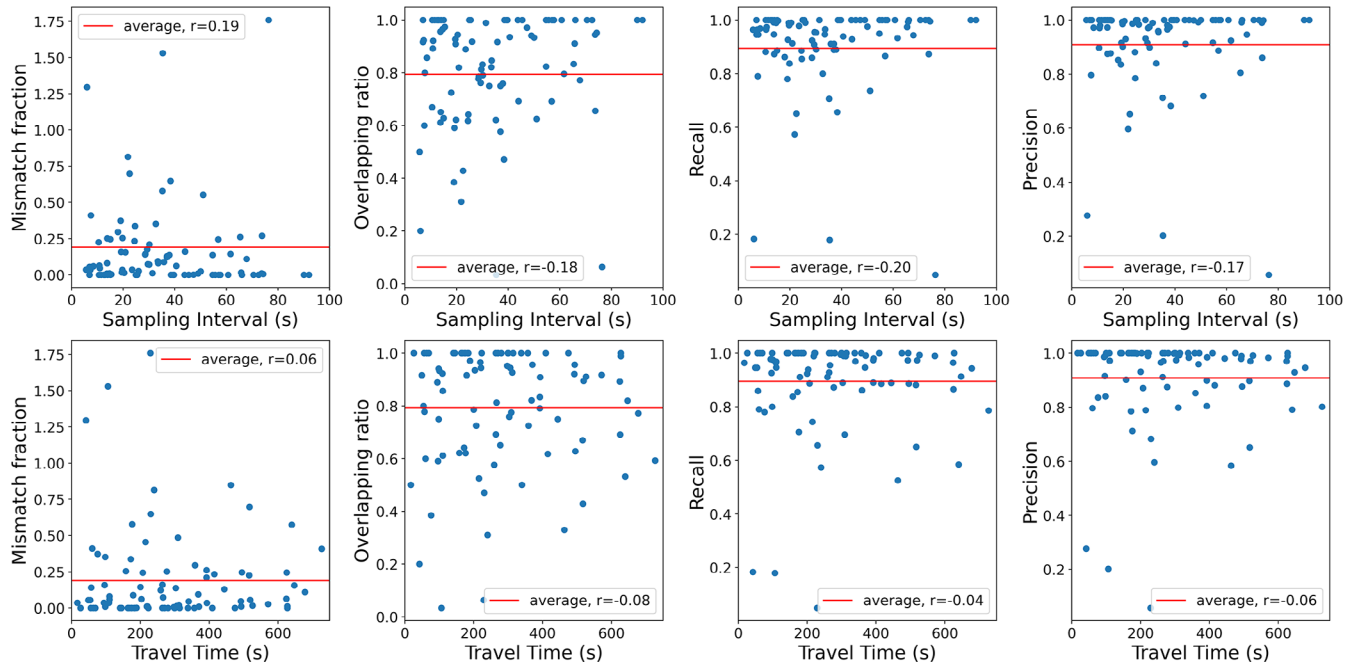 1.75
1.50
1.25
1.00
0.75
0.50
0.25
0.00
Mismatch fraction
average, r=0.19
0 20 40 60 80 100
Sampling Interval (s)
1.0
0.8
0.6
0.4
0.2
0.0
Overlapping ratio
average, r=-0.18
0 20 40 60 80 100
Sampling Interval (s)
1.0
0.8
0.6
0.4
0.2
Recall
average, r=-0.20
0 20 40 60 80 100
Sampling Interval (s)
1.0
0.8
0.6
0.4
0.2
Precision
average, r=-0.17
0 20 40 60 80 100
Sampling Interval (s)
1.75
1.50
1.25
1.00
0.75
0.50
0.25
0.00
Mismatch fraction
average, r=0.06
0 200 400 600
Travel Time (s)
1.0
0.8
0.6
0.4
0.2
0.0
Overlapping ratio
average, r=-0.08
0 200 400 600
Travel Time (s)
1.0
0.8
0.6
0.4
0.2
Recall
average, r=-0.04
0 200 400 600
Travel Time (s)
1.0
0.8
0.6
0.4
0.2
Precision
average, r=-0.06
0 200 400 600
Travel Time (s)